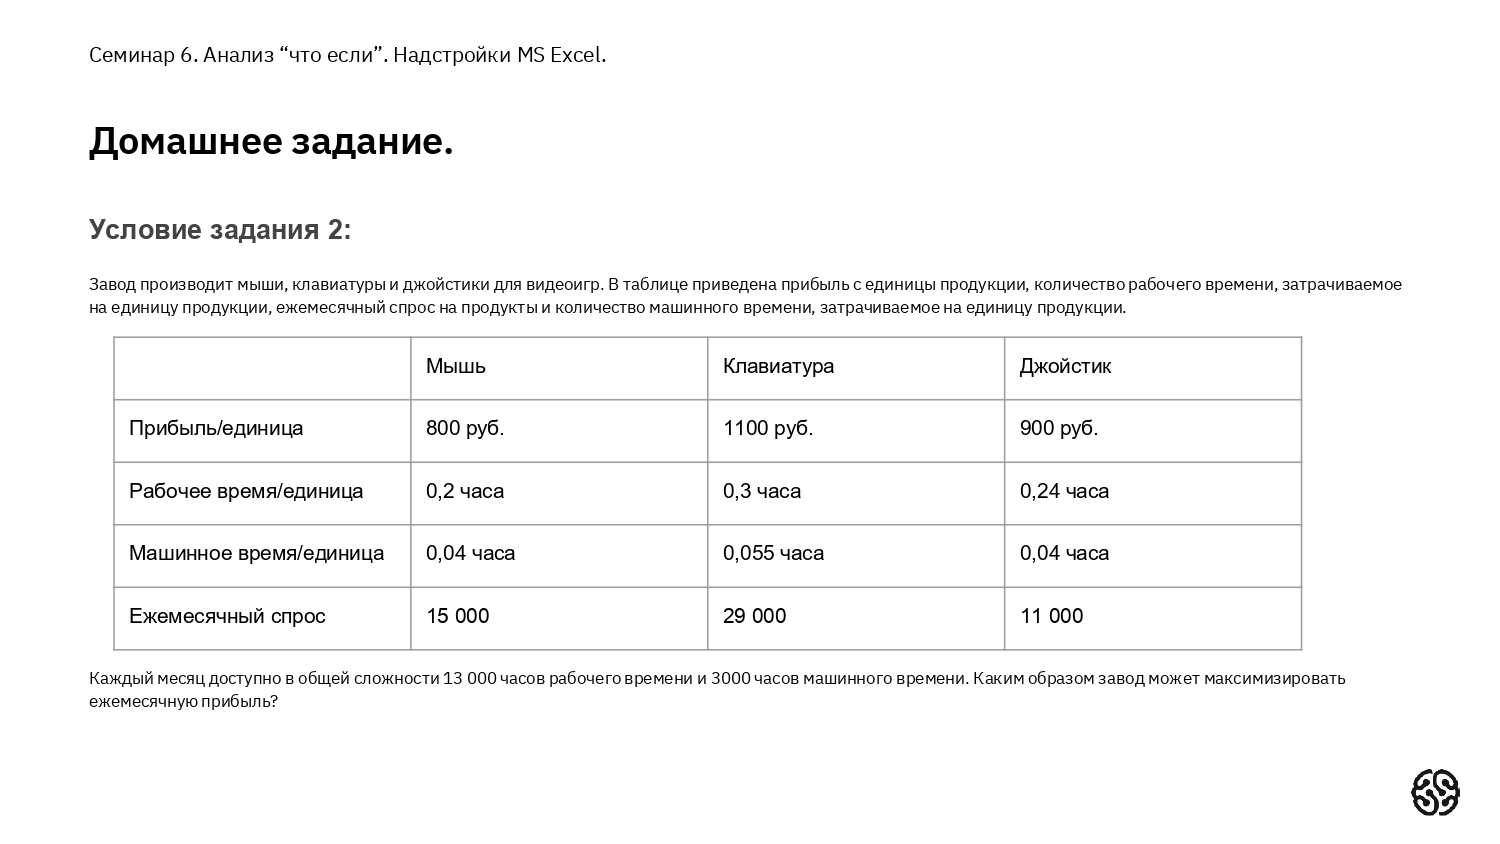 Семинар 6. Анализ “что если”. Надстройки MS Excel.
Домашнее задание.
Условие задания 2:
Завод производит мыши, клавиатуры и джойстики для видеоигр. В таблице приведена прибыль с единицы продукции, количество рабочего времени, затрачиваемое
на единицу продукции, ежемесячный спрос на продукты и количество машинного времени, затрачиваемое на единицу продукции.
Мышь Клавиатура Джойстик
Прибыль/единица 800 руб. 1100 руб. 900 руб.
Рабочее время/единица 0,2 часа 0,3 часа 0,24 часа
Машинное время/единица 0,04 часа 0,055 часа 0,04 часа
Ежемесячный спрос 15 000 29 000 11 000
Каждый месяц доступно в общей сложности 13 000 часов рабочего времени и 3000 часов машинного времени. Каким образом завод может максимизировать
ежемесячную прибыль?